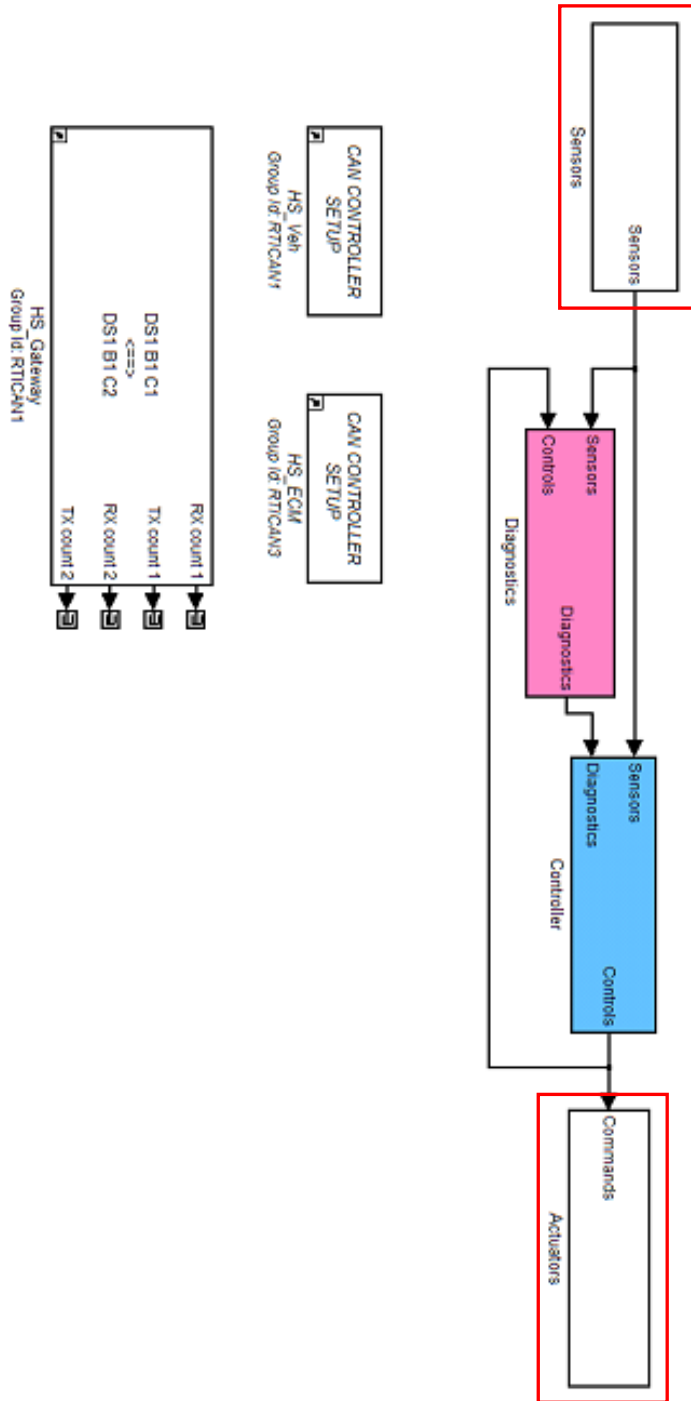 Sensors
Sensors
Sensors
Controls
Diagnostics
Diagnostics
Sensors
Diagnostics
Controls
Controller
Commands
Actuators
CAN CONTROLLER
SETUP
HS_Veh
Group Id: RTICAN1
CAN CONTROLLER
SETUP
HS_ECM
Group Id: RTICAN3
DS1 B1 C1
<==>
DS1 B1 C2
RX count 1
TX count 1
RX count 2
TX count 2
HS_Gateway
Group Id: RTICAN1